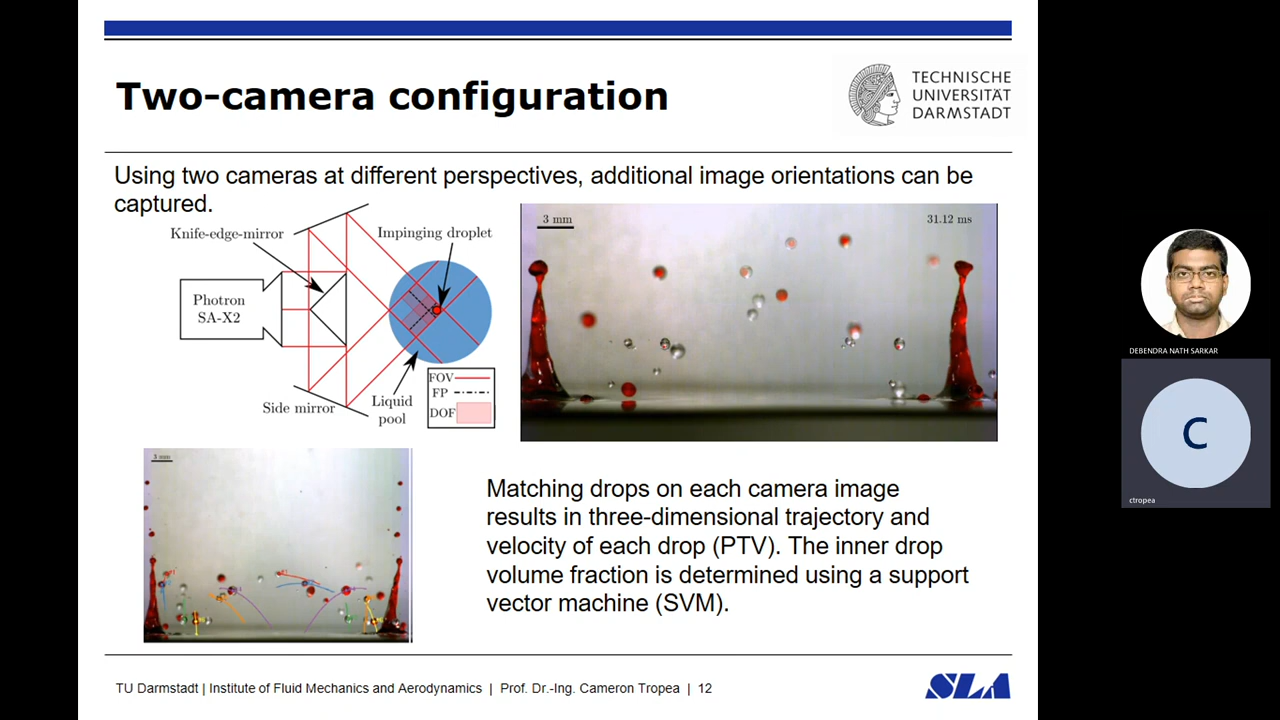 Two-camera configuration
TECHNISCHE
UNIVERSITÄT
DARMSTADT
Using two cameras at different perspectives, additional image orientations can be
captured.
Knife-edge-mirror
Impinging droplet
Photron
SA-X2
Side mirror
Liquid
pool
FOV
FP
DOF
3 mm
31.12 ms
3 mm
Matching drops on each camera image
results in three-dimensional trajectory and
velocity of each drop (PTV). The inner drop
volume fraction is determined using a support
vector machine (SVM).
TU Darmstadt | Institute of Fluid Mechanics and Aerodynamics | Prof. Dr.-Ing. Cameron Tropea | 12
SLA
DEBENDRA NATH SARKAR
C
ctropea